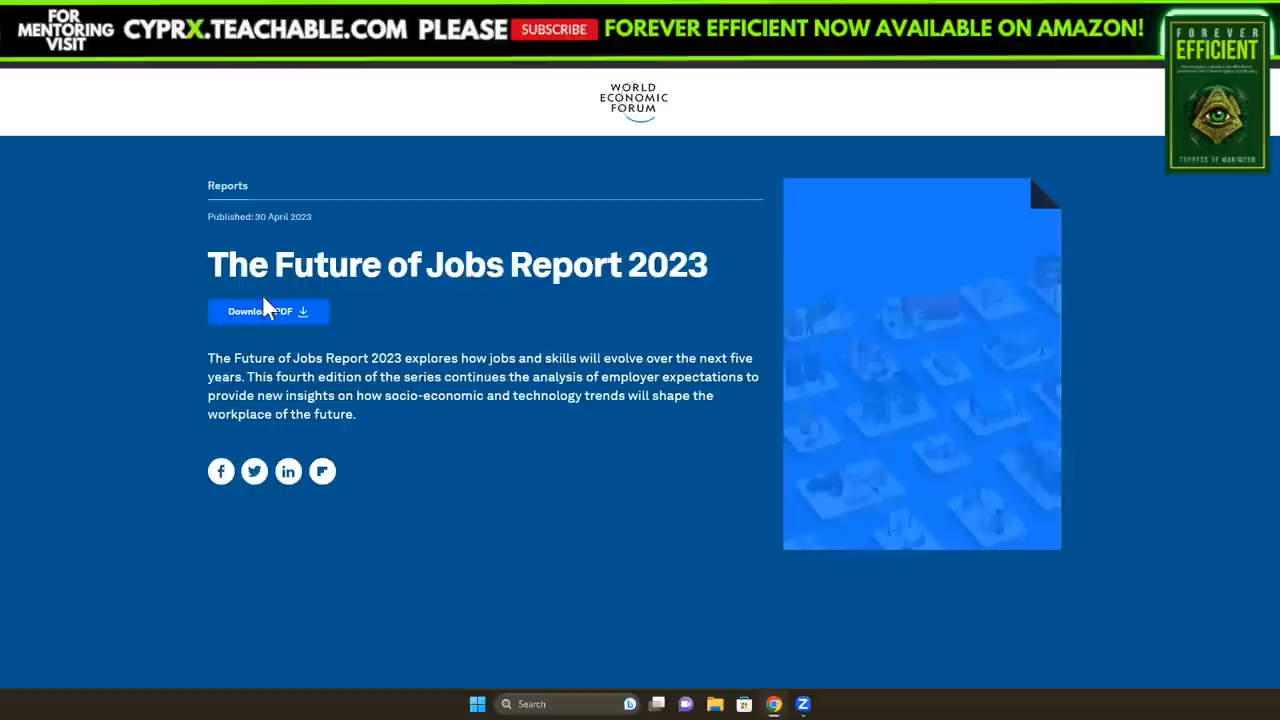 FOR
MENTORING
VISIT
CYPRX.TEACHABLE.COM PLEASE SUBSCRIBE FOREVER EFFICIENT NOW AVAILABLE ON AMAZON!
FOREVER
EFFICIENT
WORLD
ECONOMIC
FORUM
Reports
Published: 30 April 2023
The Future of Jobs Report 2023
PDF
The Future of Jobs Report 2023 explores how jobs and skills will evolve over the next five
years. This fourth edition of the series continues the analysis of employer expectations to
provide new insights on how socio-economic and technology trends will shape the
workplace of the future.
Search